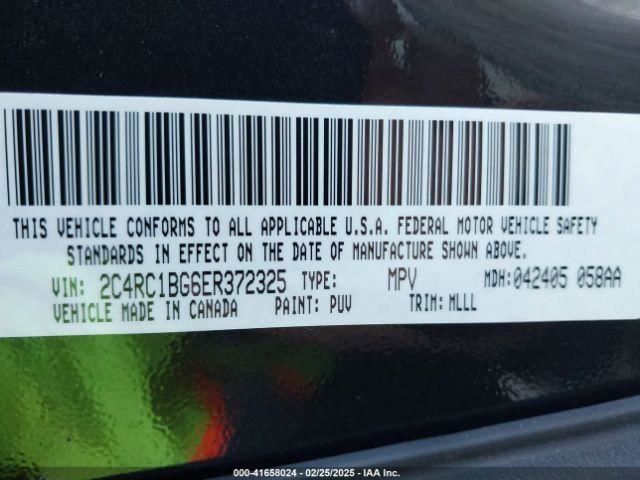 THIS VEHICLE CONFORMS TO ALL APPLICABLE U.S.A. FEDERAL MOTOR VEHICLE SAFETY
STANDARDS IN EFFECT ON THE DATE OF MANUFACTURE SHOWN ABOVE.
VIN: 2C4RC1BG6ER372325 TYPE: MPV MDH:042405 058AA
VEHICLE MADE IN CANADA PAINT: PUV TRIM: MLLL
000-41658024 — 02/25/2025 — IAA Inc.